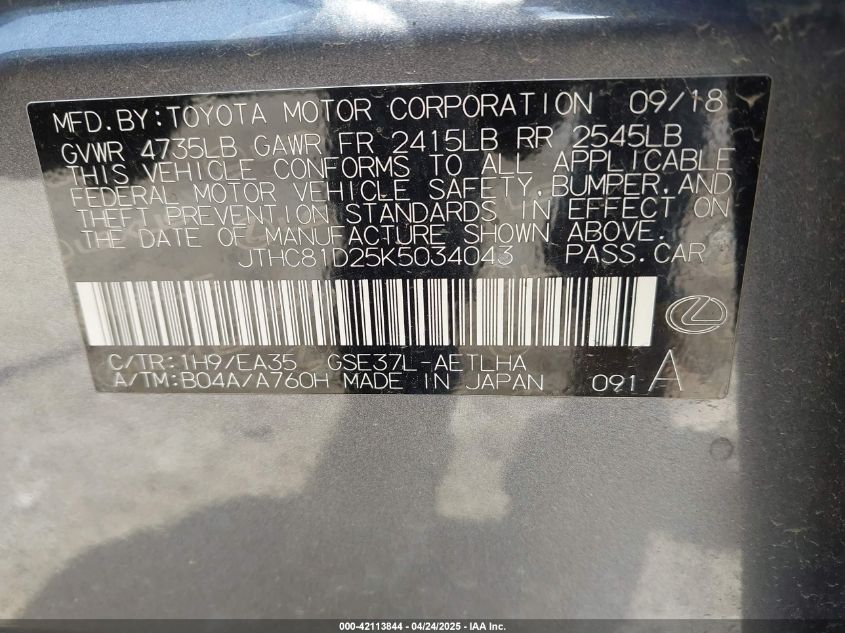 MFD.BY:TOYOTA MOTOR CORPORATION 09/18
GVWR 4735LB GAWR FR 2415LB RR 2545LB
THIS VEHICLE CONFORMS TO ALL APPLICABLE
FEDERAL MOTOR VEHICLE SAFETY,BUMPER,AND
THEFT PREVENTION STANDARDS IN EFFECT ON
THE DATE OF MANUFACTURE SHOWN ABOVE.
JTHC81D25K5034043 PASS.CAR
C/TR:1H9/EA35 GSE37L-AETLHA
A/TM:B04A/A760H MADE IN JAPAN 091 A
000-42113844 / 04/24/2025 - IAA Inc.